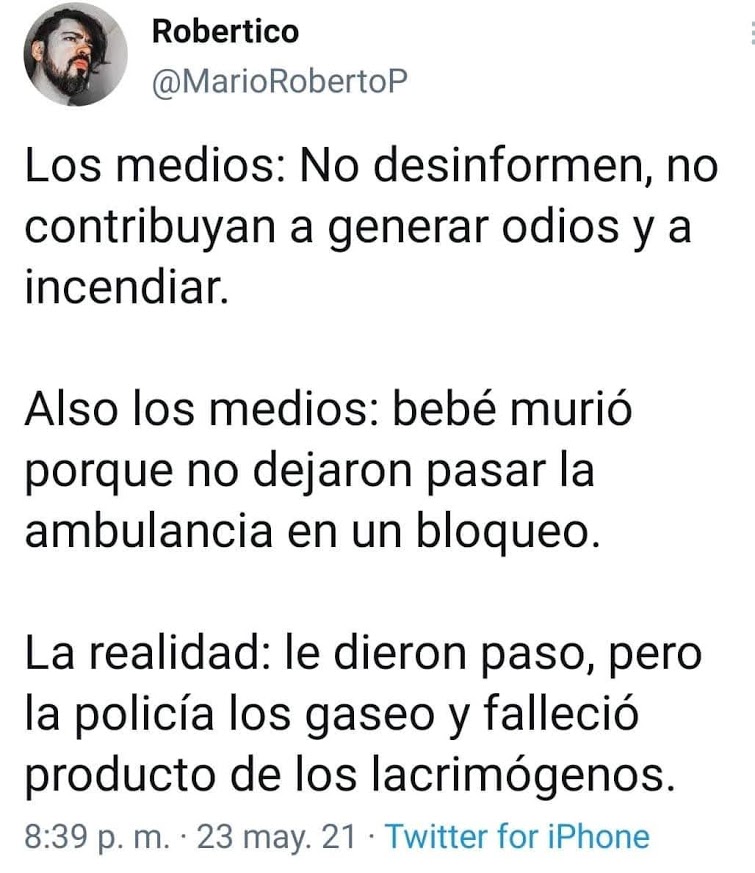 Robertico
@MarioRobertoP
Los medios: No desinformen, no
contribuyan a generar odios y a
incendiar.
Also los medios: bebé murió
porque no dejaron pasar la
ambulancia en un bloqueo.
La realidad: le dieron paso, pero
la policía los gaseo y falleció
producto de los lacrimógenos.
8:39 p. m. · 23 may. 21 · Twitter for iPhone